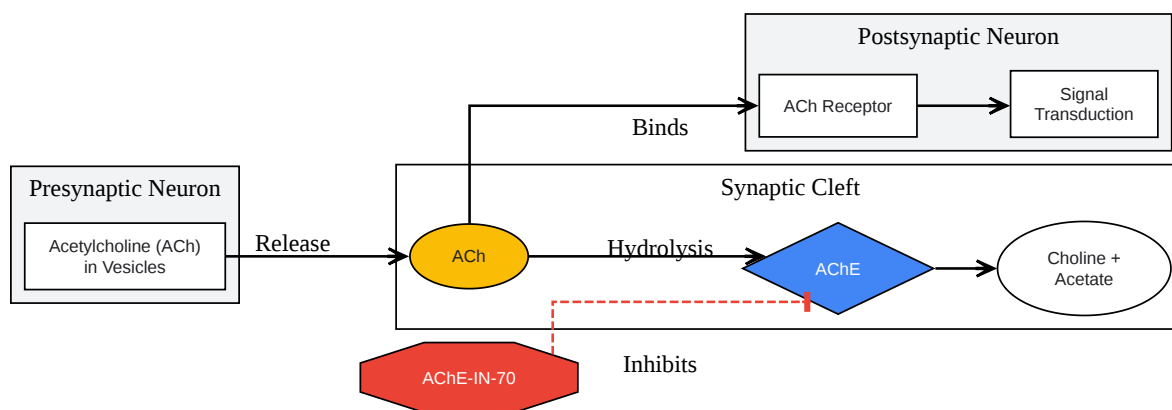 Postsynaptic Neuron
ACh Receptor
Signal
Transduction
Binds
Presynaptic Neuron
Synaptic Cleft
Acetylcholine (ACh)
in Vesicles
Release
ACh
Hydrolysis
AChE
Choline +
Acetate
Inhibits
AChE-IN-70